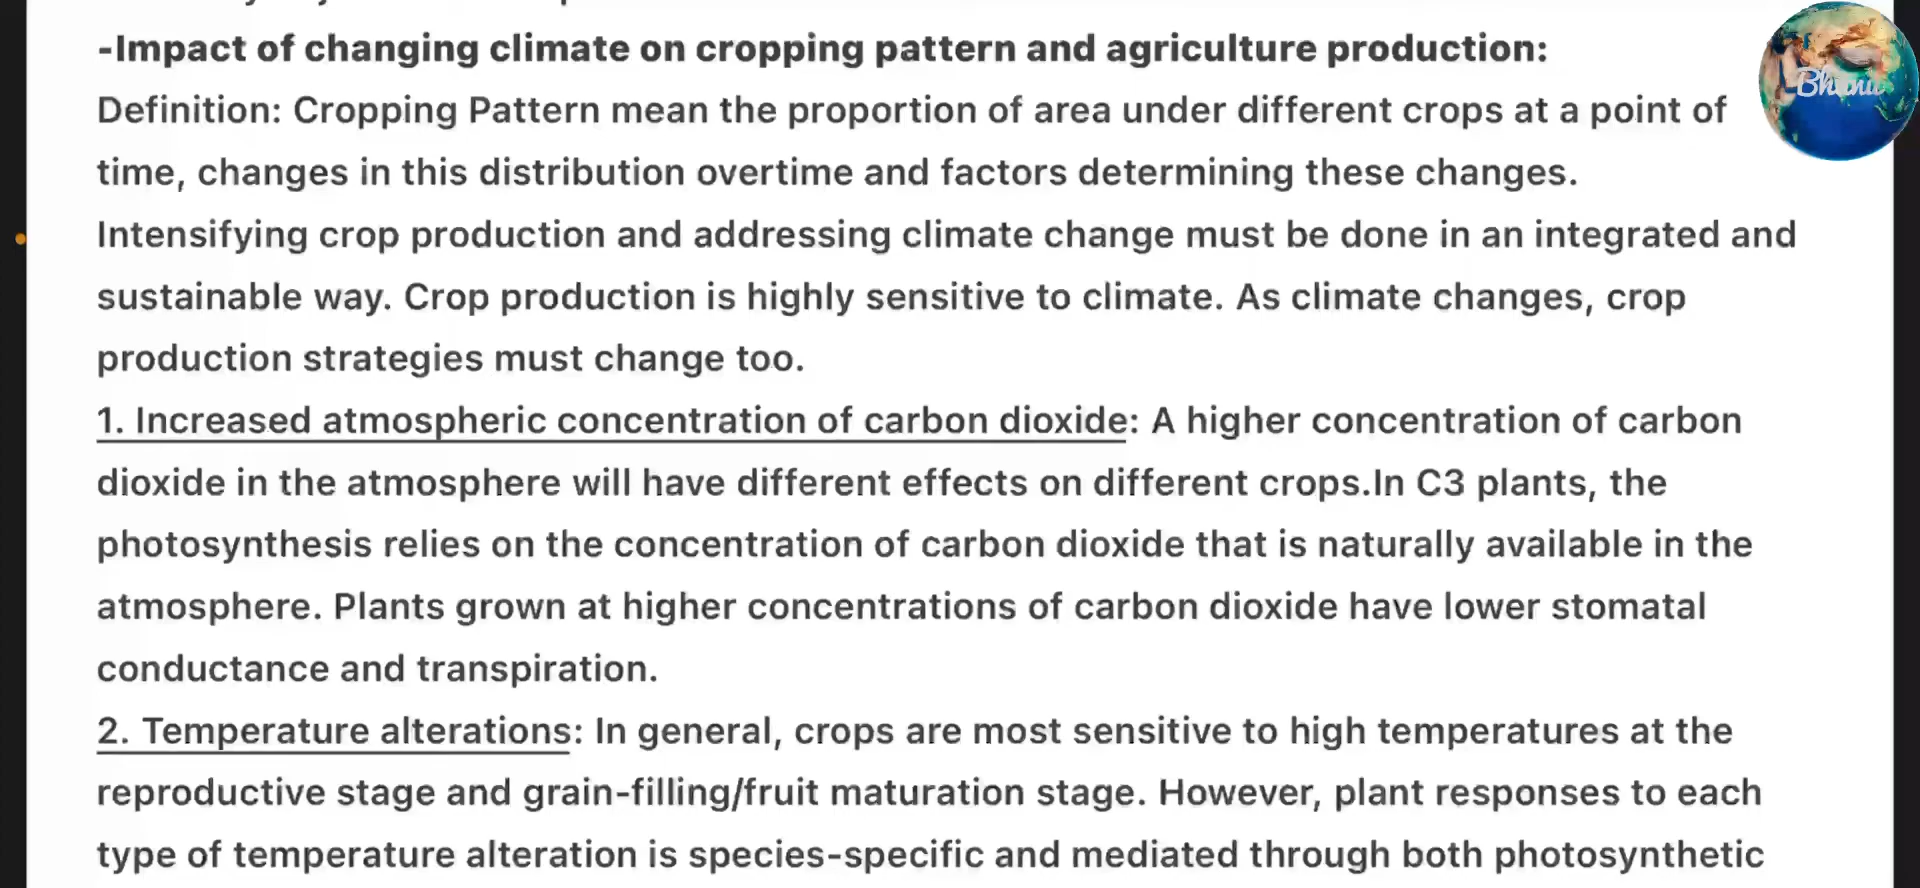 -Impact of changing climate on cropping pattern and agriculture production:
Definition: Cropping Pattern mean the proportion of area under different crops at a point of
time, changes in this distribution overtime and factors determining these changes.
Intensifying crop production and addressing climate change must be done in an integrated and
sustainable way. Crop production is highly sensitive to climate. As climate changes, crop
production strategies must change too.
1. Increased atmospheric concentration of carbon dioxide: A higher concentration of carbon
dioxide in the atmosphere will have different effects on different crops.In C3 plants, the
photosynthesis relies on the concentration of carbon dioxide that is naturally available in the
atmosphere. Plants grown at higher concentrations of carbon dioxide have lower stomatal
conductance and transpiration.
2. Temperature alterations: In general, crops are most sensitive to high temperatures at the
reproductive stage and grain-filling/fruit maturation stage. However, plant responses to each
type of temperature alteration is species-specific and mediated through both photosynthetic